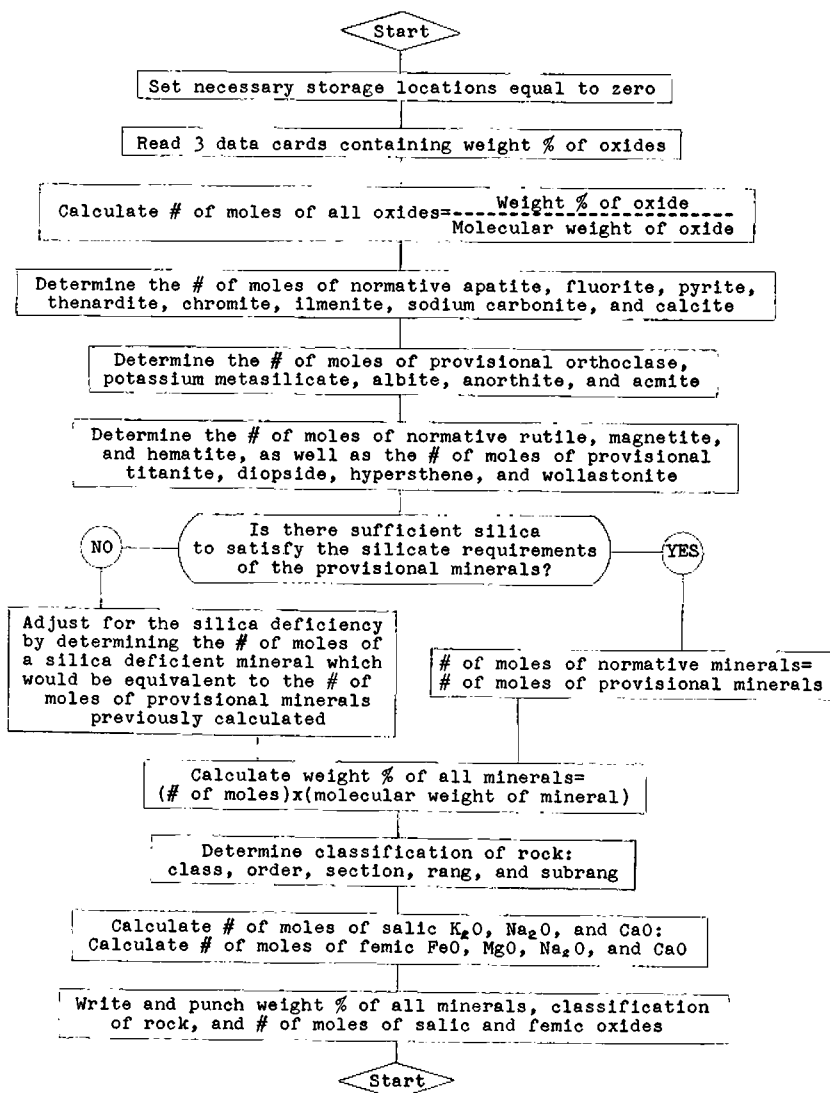 Start
Set necessary storage locations equal to zero
Read 3 data cards containing weight % of oxides
Calculate # of moles of all oxides=
Weight % of oxide
Molecular weight of oxide
Determine the # of moles of normative apatite, fluorite, pyrite,
thenardite, chromite, ilmenite, sodium carbonite, and calcite
Determine the # of moles of provisional orthoclase,
potassium metasilicate, albite, anorthite, and acmite
Determine the # of moles of normative rutile, magnetite,
and hematite, as well as the # of moles of provisional
titanite, diopside, hypersthene, and wollastonite
Is there sufficient silica
to satisfy the silicate requirements
of the provisional minerals?
NO
YES
Adjust for the silica deficiency
by determining the # of moles of
a silica deficient mineral which
would be equivalent to the # of
moles of provisional minerals
previously calculated
# of moles of normative minerals=
# of moles of provisional minerals
Calculate weight % of all minerals=
(# of moles)x(molecular weight of mineral)
Determine classification of rock:
class, order, section, rang, and subrang
Calculate # of moles of salic K₂O, Na₂O, and CaO:
Calculate # of moles of femic FeO, MgO, Na₂O, and CaO
Write and punch weight % of all minerals, classification
of rock, and # of moles of salic and femic oxides
Start